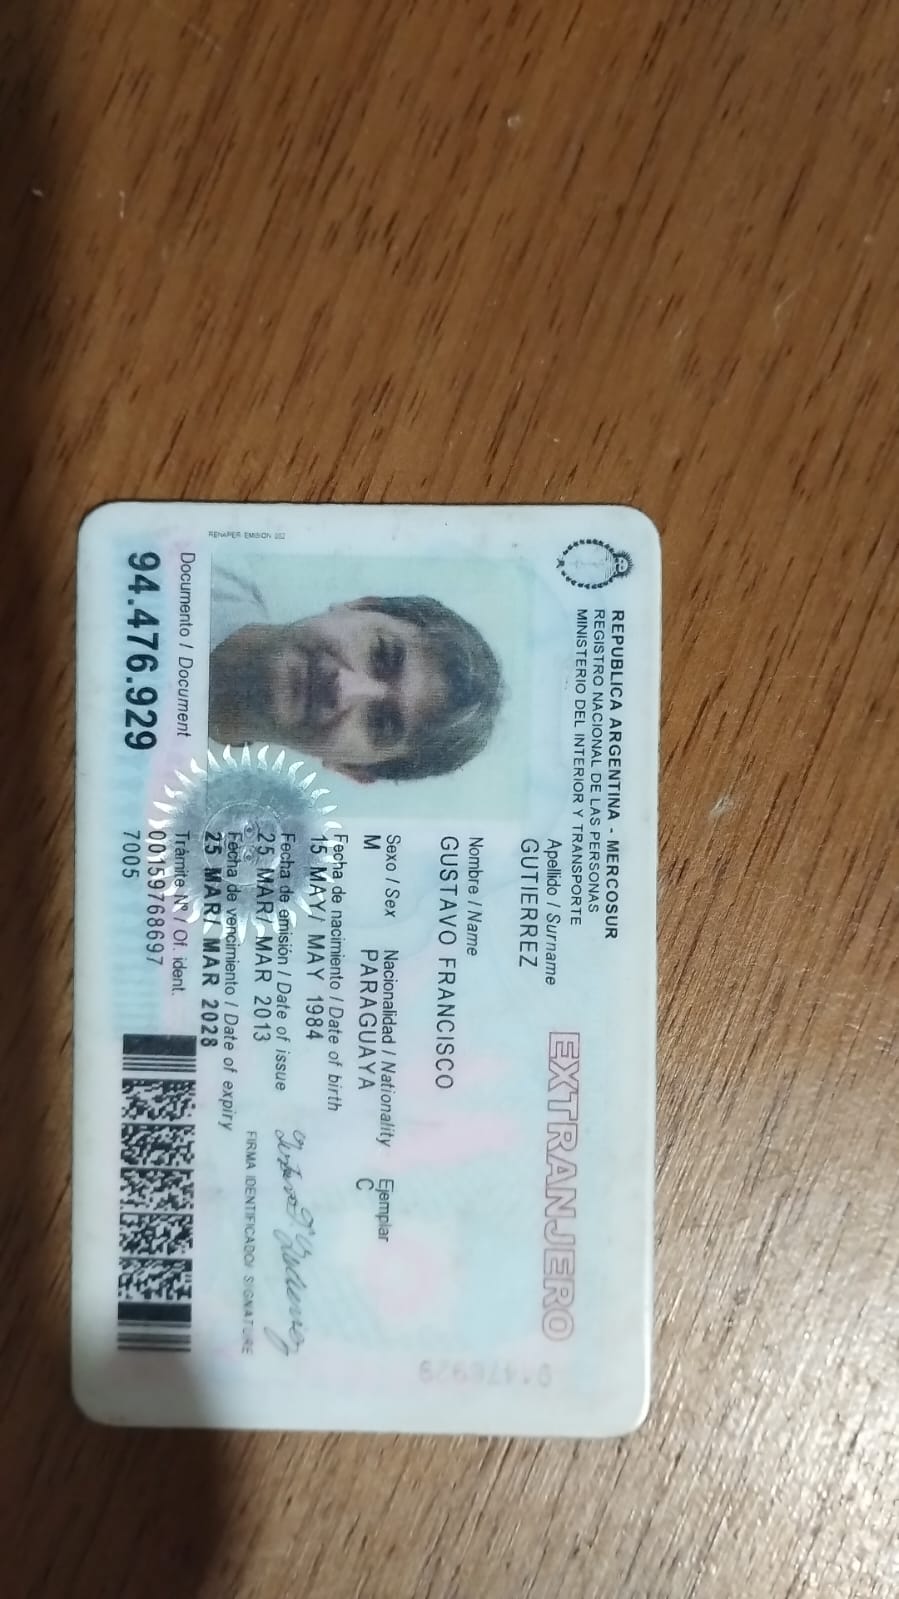 REPUBLICA ARGENTINA - MERCOSUR
REGISTRO NACIONAL DE LAS PERSONAS
MINISTERIO DEL INTERIOR Y TRANSPORTE
EXTRANJERO
Apellido / Surname
GUTIERREZ
Nombre / Name
GUSTAVO FRANCISCO
Sexo / Sex Nacionalidad / Nationality Ejemplar
M PARAGUAYA C
Fecha de nacimiento / Date of birth
15 MAY/ MAY 1984
Fecha de emisión / Date of issue
25 MAR/ MAR 2013
Fecha de vencimiento / Date of expiry
25 MAR/ MAR 2028
FIRMA IDENTIFICADO/ SIGNATURE
RENAPER EMISION
Documento / Document
94.476.929
Trámite Nº / Of. ident.
00159768697
7005